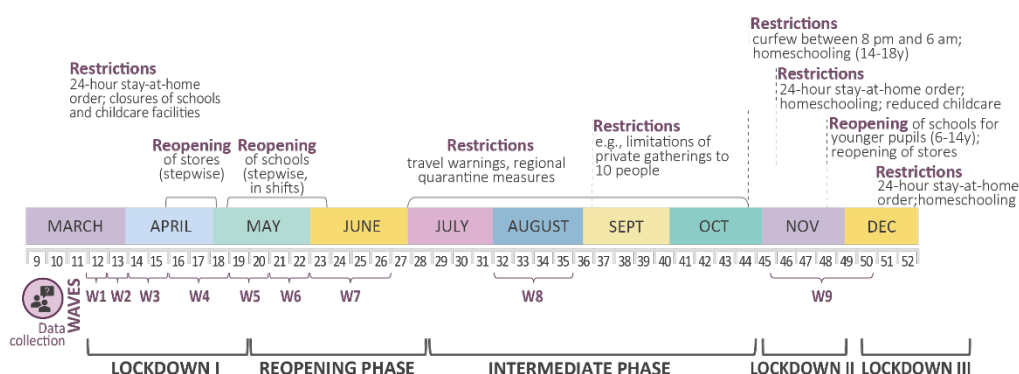 Restrictions
curfew between 8 pm and 6 am;
homeschooling (14-18y)
Restrictions
24-hour stay-at-home
order; closures of schools
and childcare facilities
Restrictions
24-hour stay-at-home order;
homeschooling; reduced childcare
Reopening
of stores
(stepwise)
Reopening
of schools
(stepwise,
in shifts)
Restrictions
travel warnings, regional
quarantine measures
Restrictions
e.g., limitations of
private gatherings to
10 people
Reopening of schools for
younger pupils (6-14y);
reopening of stores
Restrictions
24-hour stay-at-home
order;homeschooling
MARCH APRIL MAY JUNE JULY AUGUST SEPT OCT NOV DEC
9 10 11 12 13 14 15 16 17 18 19 20 21 22 23 24 25 26 27 28 29 30 31 32 33 34 35 36 37 38 39 40 41 42 43 44 45 46 47 48 49 50 51 52
WAVES
W1 W2 W3 W4 W5 W6 W7 W8 W9
Data
collection
LOCKDOWN I REOPENING PHASE INTERMEDIATE PHASE LOCKDOWN II LOCKDOWN III